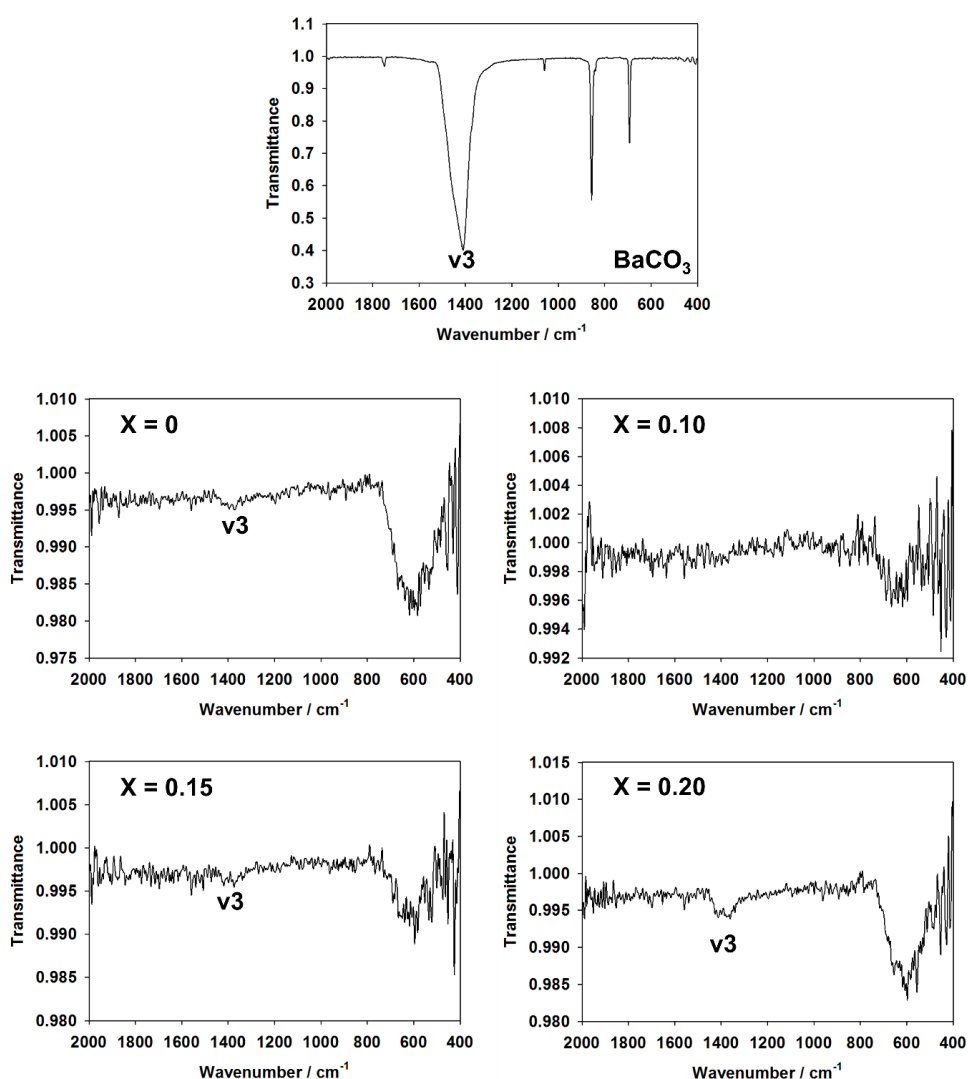 1.1
1.0
0.9
0.8
0.7
0.6
0.5
0.4
0.3
Transmittance
v3
BaCO3
2000 1800 1600 1400 1200 1000 800 600 400
Wavenumber / cm-1
1.010
1.005
1.000
0.995
0.990
0.985
0.980
0.975
Transmittance
X = 0
v3
2000 1800 1600 1400 1200 1000 800 600 400
Wavenumber / cm-1
1.010
1.008
1.006
1.004
1.002
1.000
0.998
0.996
0.994
0.992
Transmittance
X = 0.10
2000 1800 1600 1400 1200 1000 800 600 400
Wavenumber / cm-1
1.010
1.005
1.000
0.995
0.990
0.985
0.980
Transmittance
X = 0.15
v3
2000 1800 1600 1400 1200 1000 800 600 400
Wavenumber / cm-1
1.015
1.010
1.005
1.000
0.995
0.990
0.985
0.980
Transmittance
X = 0.20
v3
2000 1800 1600 1400 1200 1000 800 600 400
Wavenumber / cm-1